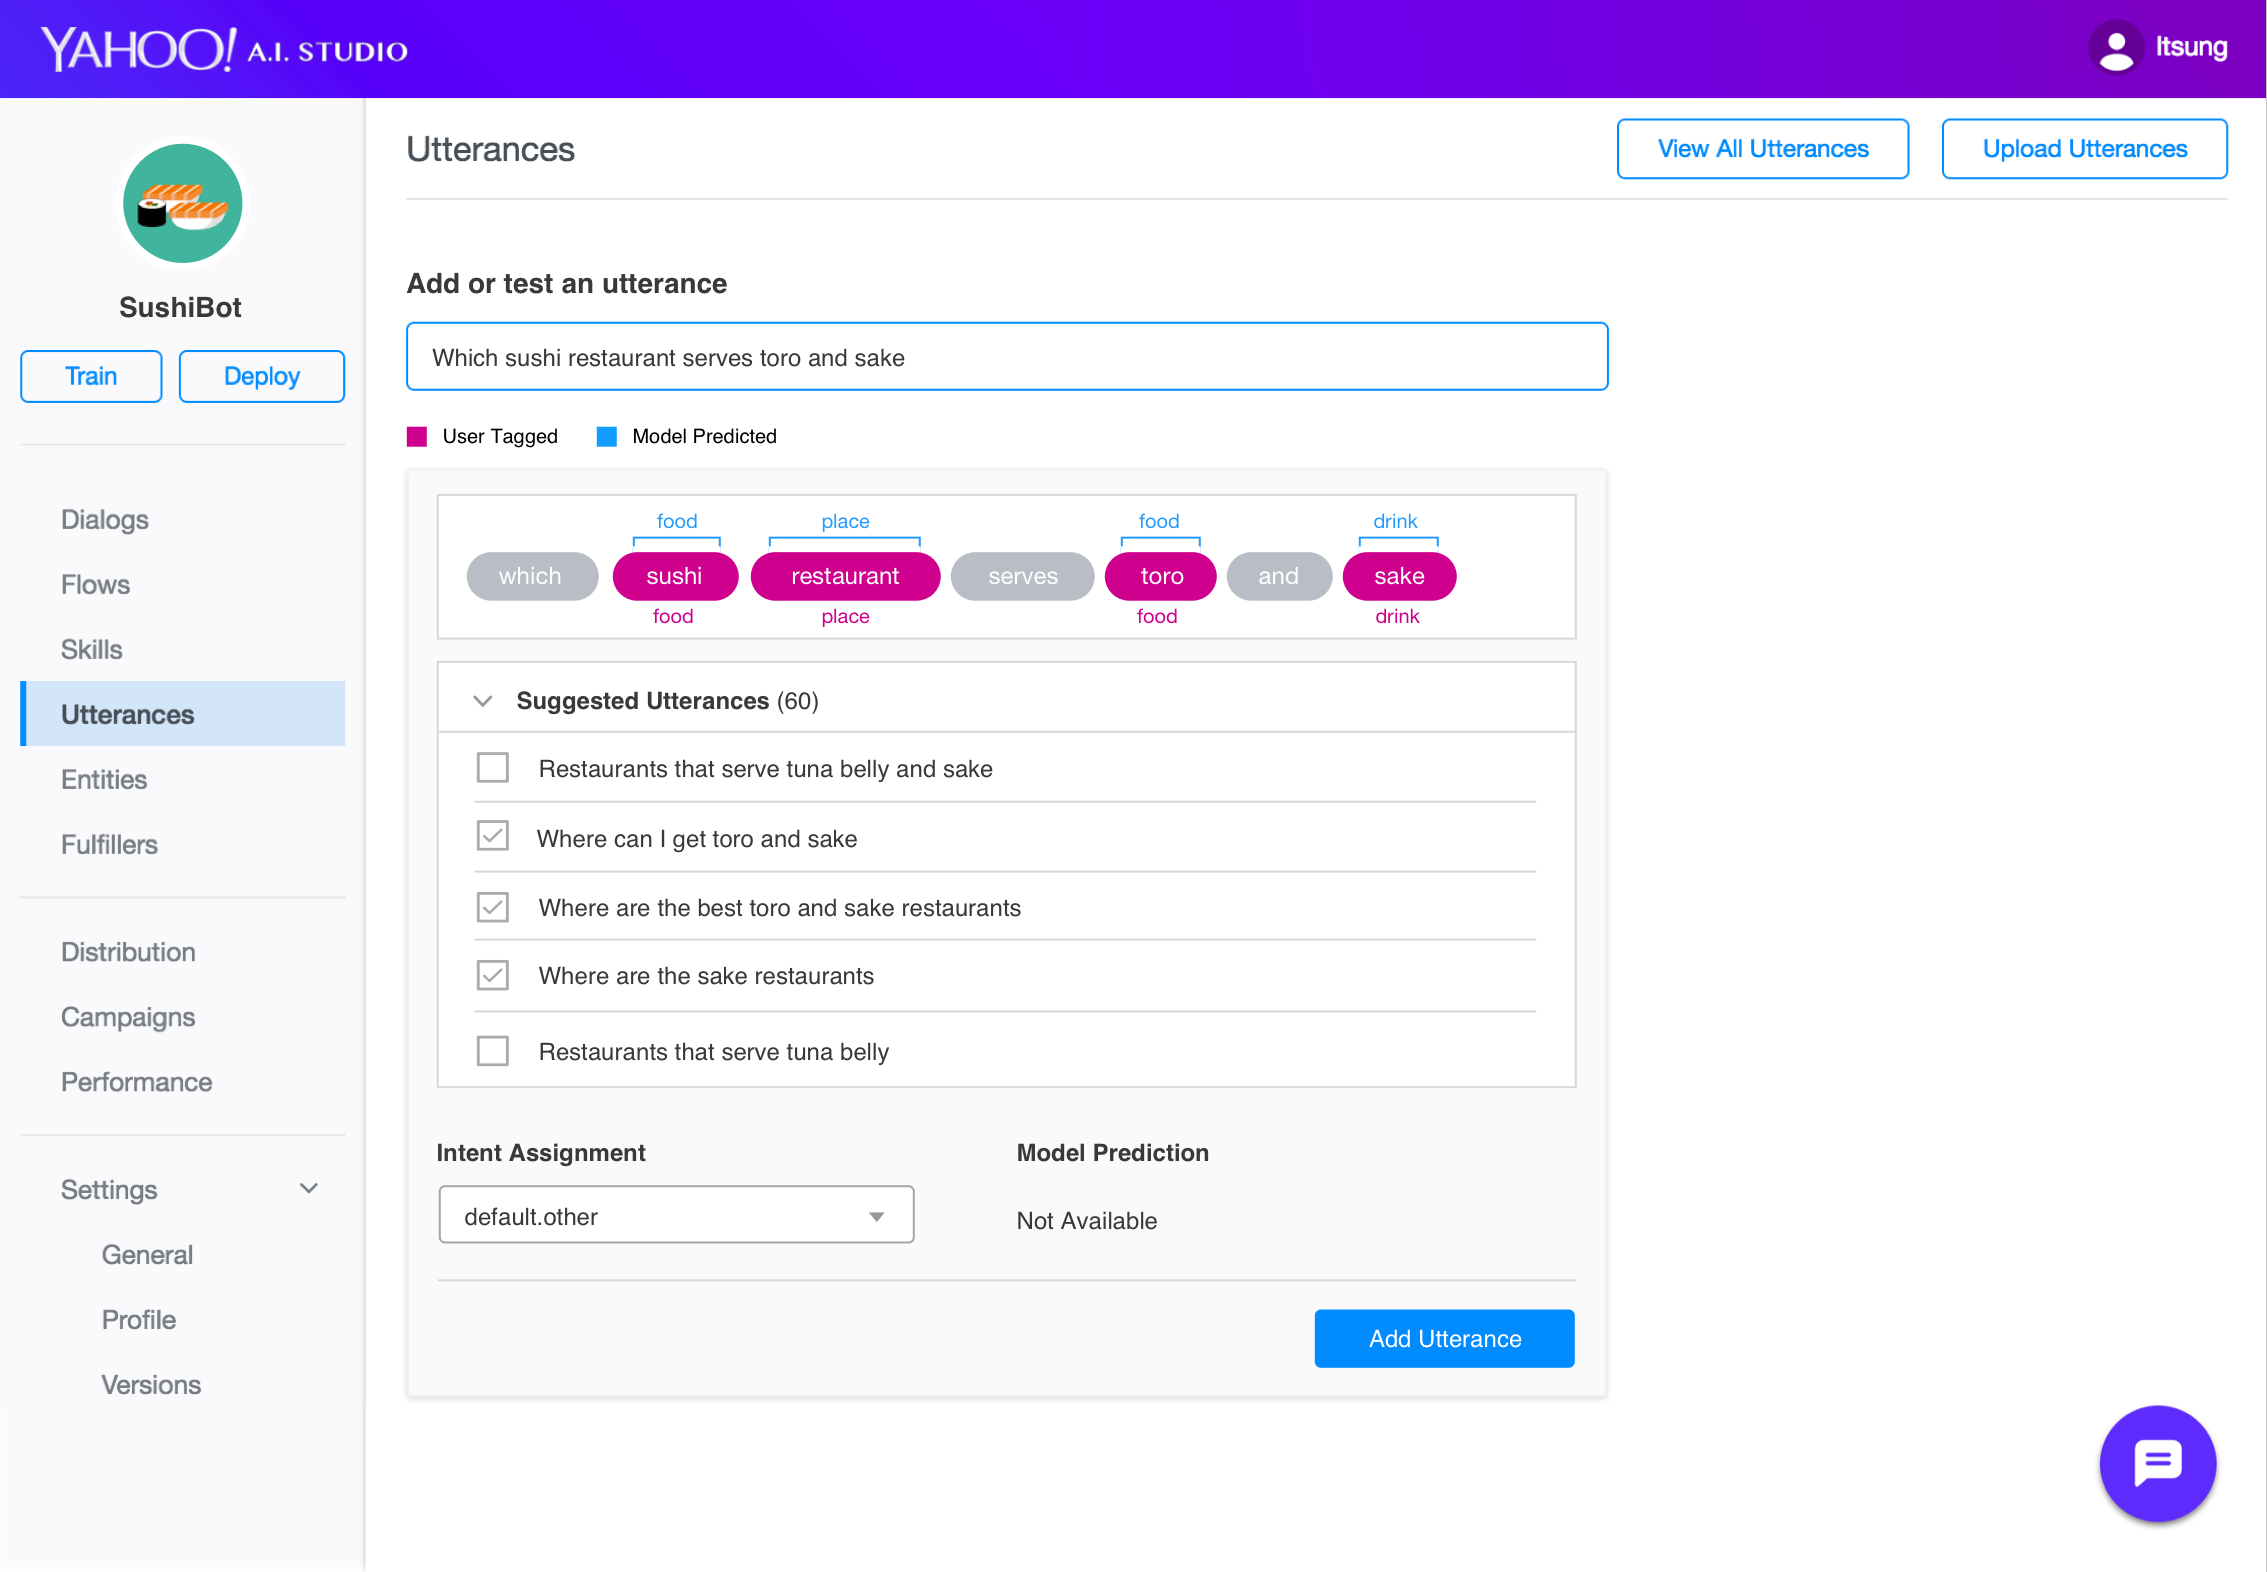 YAHOO! A.I. STUDIO
Itsung
SushiBot
Train
Deploy
Dialogs
Flows
Skills
Utterances
Entities
Fulfillers
Distribution
Campaigns
Performance
Settings
General
Profile
Versions
Utterances
View All Utterances
Upload Utterances
Add or test an utterance
Which sushi restaurant serves toro and sake
User Tagged
Model Predicted
food place food drink
which sushi restaurant serves toro and sake
food place food drink
Suggested Utterances (60)
Restaurants that serve tuna belly and sake
Where can I get toro and sake
Where are the best toro and sake restaurants
Where are the sake restaurants
Restaurants that serve tuna belly
Intent Assignment
default.other
Model Prediction
Not Available
Add Utterance